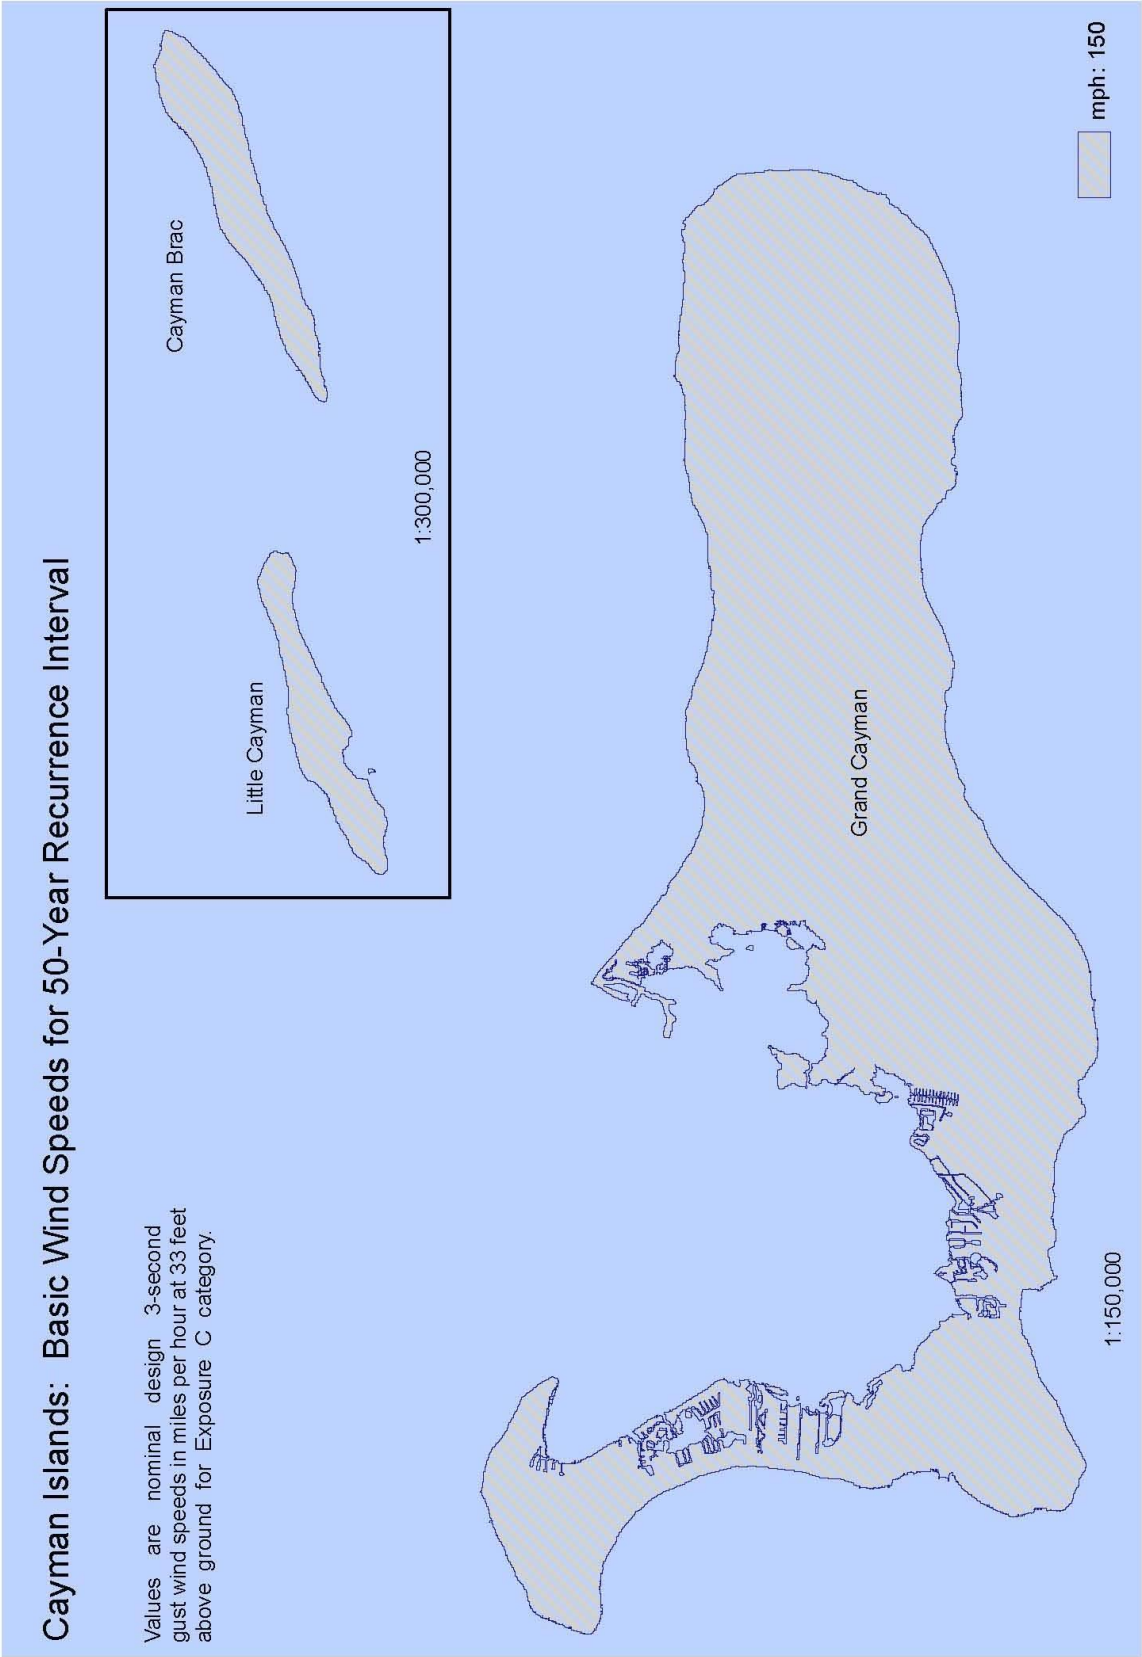 Cayman Islands: Basic Wind Speeds for 50-Year Recurrence Interval
Values are nominal design 3-second
gust wind speeds in miles per hour at 33 feet
above ground for Exposure C category.
Little Cayman
Cayman Brac
1:300,000
Grand Cayman
1:150,000
mph: 150